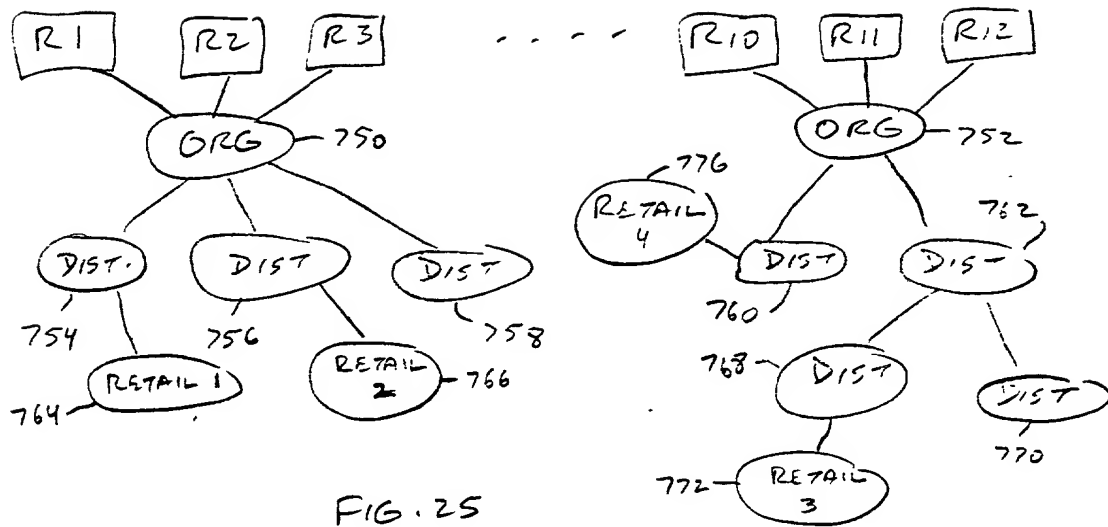 R1 R2 R3 .... R10 R11 R12
ORG 750 ORG 752
776
RETAIL 4
762
DIST. DIST DIST DIST DIST
754 756 758 760
768 DIST DIST
RETAIL 1 RETAIL 2 766
764
770
772 RETAIL 3
FIG. 25